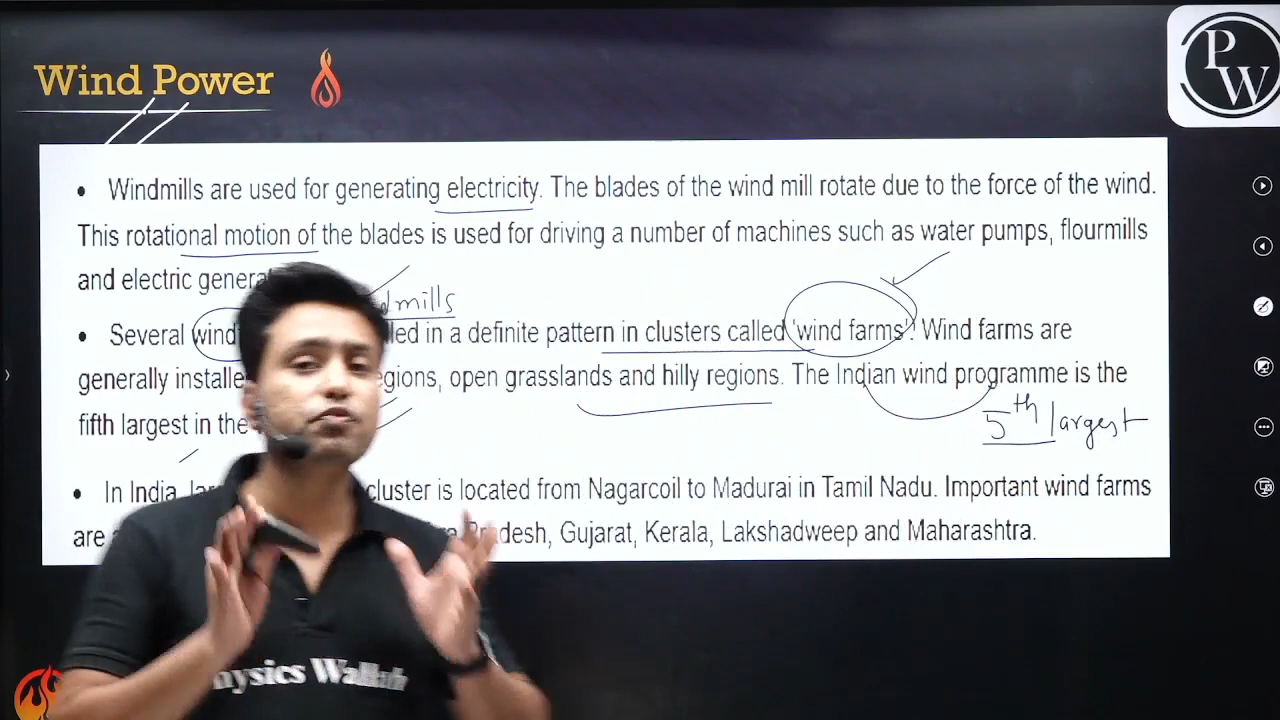 Wind Power
PW
• Windmills are used for generating electricity. The blades of the wind mill rotate due to the force of the wind.
This rotational motion of the blades is used for driving a number of machines such as water pumps, flourmills
and electric genera
mills
• Several wind led in a definite pattern in clusters called 'wind farms'. Wind farms are
generally installe egions, open grasslands and hilly regions. The Indian wind programme is the
fifth largest in the
5th largest
• In India, cluster is located from Nagarcoil to Madurai in Tamil Nadu. Important wind farms
are Pradesh, Gujarat, Kerala, Lakshadweep and Maharashtra.
hysics Wallah